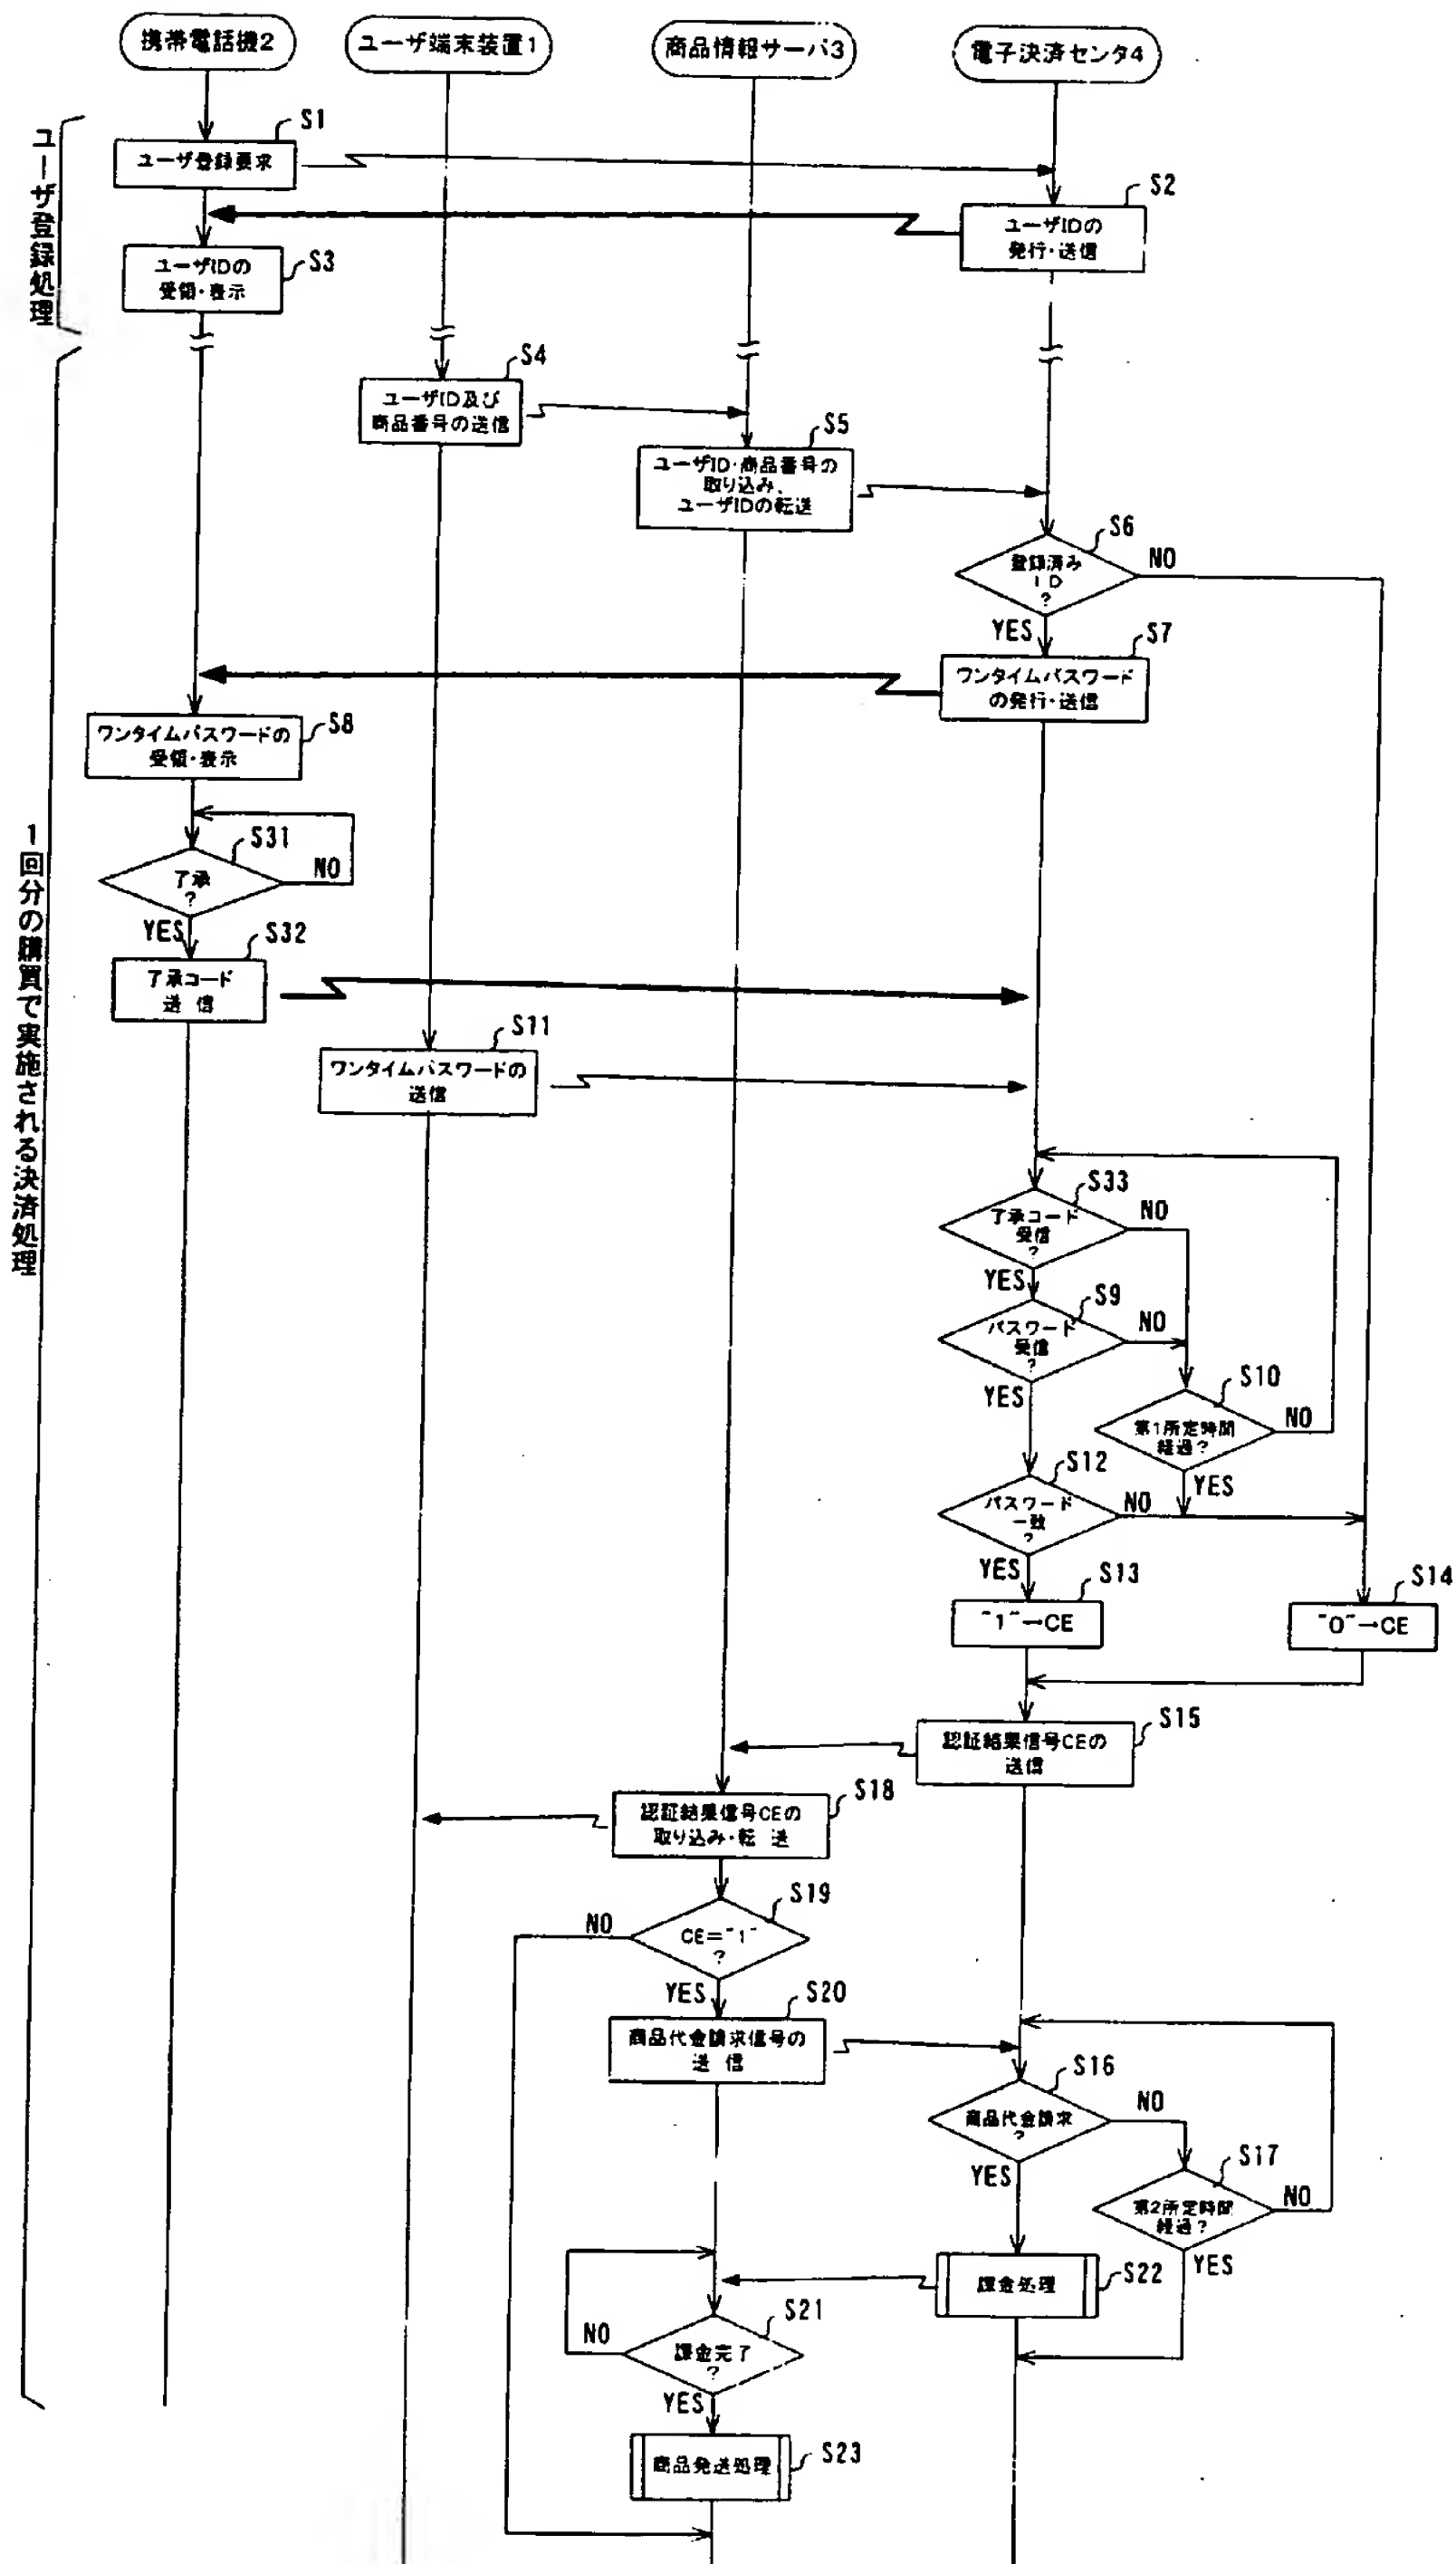 携帯電話機2
ユーザ端末装置1
商品情報サーバ3
電子決済センタ4
ユーザ登録処理
S1
ユーザ登録要求
S2
ユーザIDの
発行・送信
S3
ユーザIDの
受領・表示
1回分の購買で実施される決済処理
S4
ユーザID及び
商品番号の送信
S5
ユーザID・商品番号の
取り込み、
ユーザIDの転送
S6
登録済み
ID
?
NO
YES
S7
ワンタイムパスワード
の発行・送信
S8
ワンタイムパスワードの
受領・表示
S31
了承
?
NO
YES
S32
了承コード
送信
S11
ワンタイムパスワードの
送信
S33
了承コード
受信
?
NO
YES
S9
パスワード
受信
?
NO
YES
S10
第1所定時間
経過?
NO
YES
S12
パスワード
一致
?
NO
YES
S13
"1"→CE
S14
"0"→CE
S15
認証結果信号CEの
送信
S18
認証結果信号CEの
取り込み・転送
S19
CE="1"
?
NO
YES
S20
商品代金請求信号の
送信
S16
商品代金請求
?
NO
YES
S17
第2所定時間
経過?
NO
YES
S22
課金処理
S21
課金完了
?
NO
YES
S23
商品発送処理